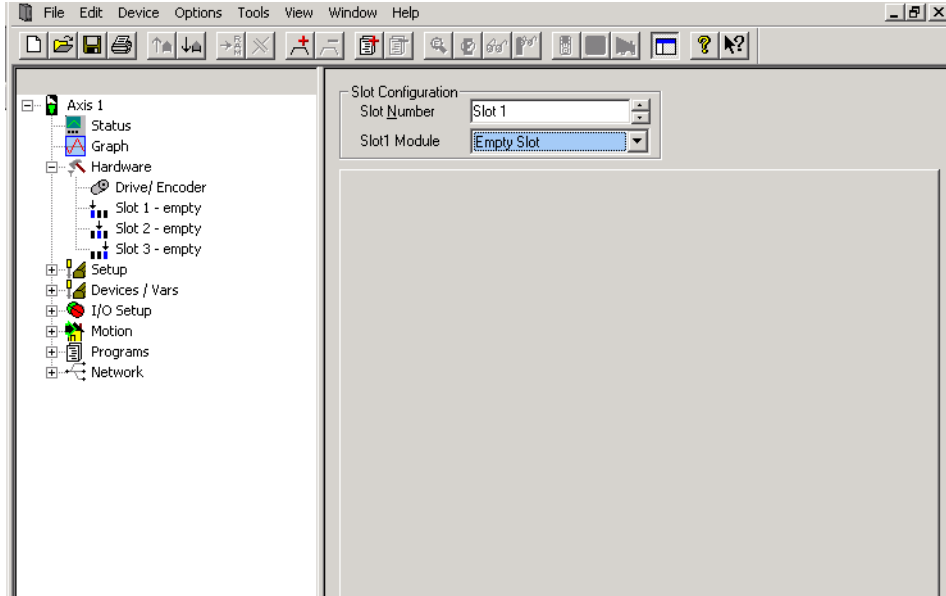 File Edit Device Options Tools View Window Help
RAM
Axis 1
Status
Graph
Hardware
Drive/ Encoder
Slot 1 - empty
Slot 2 - empty
Slot 3 - empty
Setup
Devices / Vars
I/O Setup
Motion
Programs
Network
Slot Configuration
Slot Number Slot 1
Slot1 Module Empty Slot